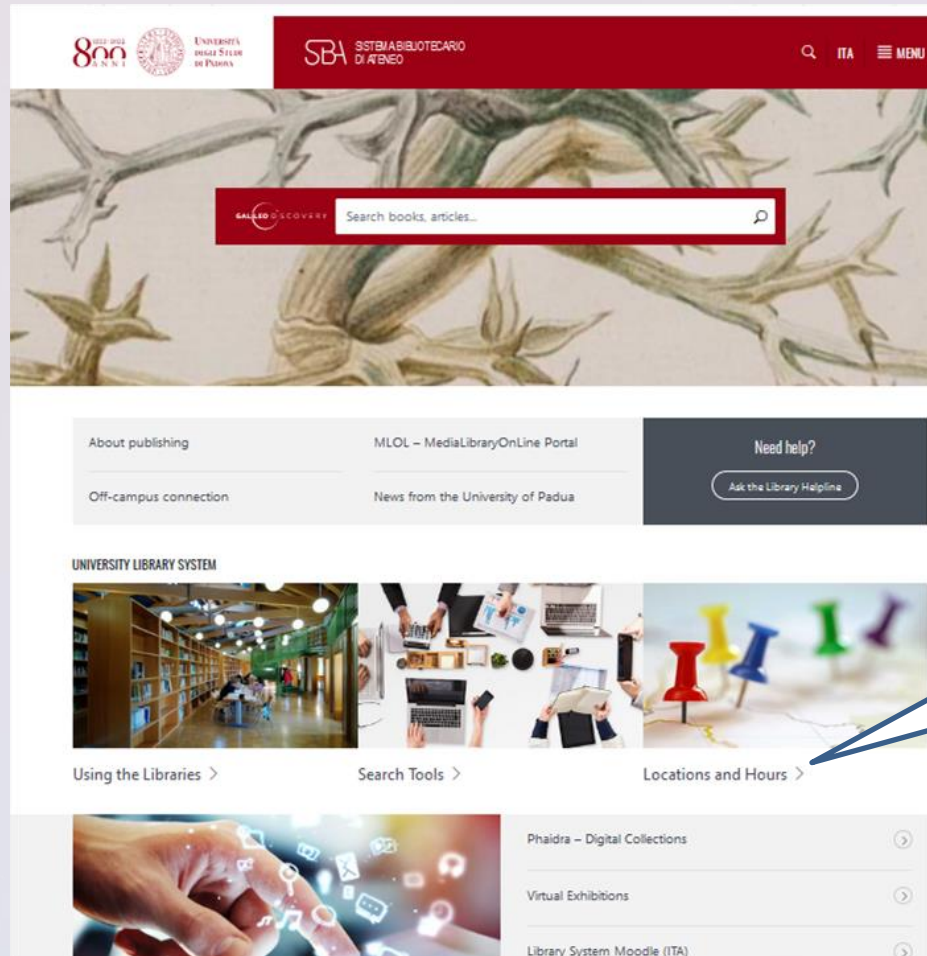 800
1222-2022
ANNI
UNIVERSITÀ
DEGLI STUDI
DI PADOVA
SBA SISTEMA BIBLIOTECARIO
DI ATENEO
ITA
MENU
GALILEO DISCOVERY
Search books, articles...
About publishing
MLOL – MediaLibraryOnLine Portal
Need help?
Off-campus connection
News from the University of Padua
Ask the Library Helpline
UNIVERSITY LIBRARY SYSTEM
Using the Libraries >
Search Tools >
Locations and Hours >
Phaidra – Digital Collections
Virtual Exhibitions
Library System Moodle (ITA)